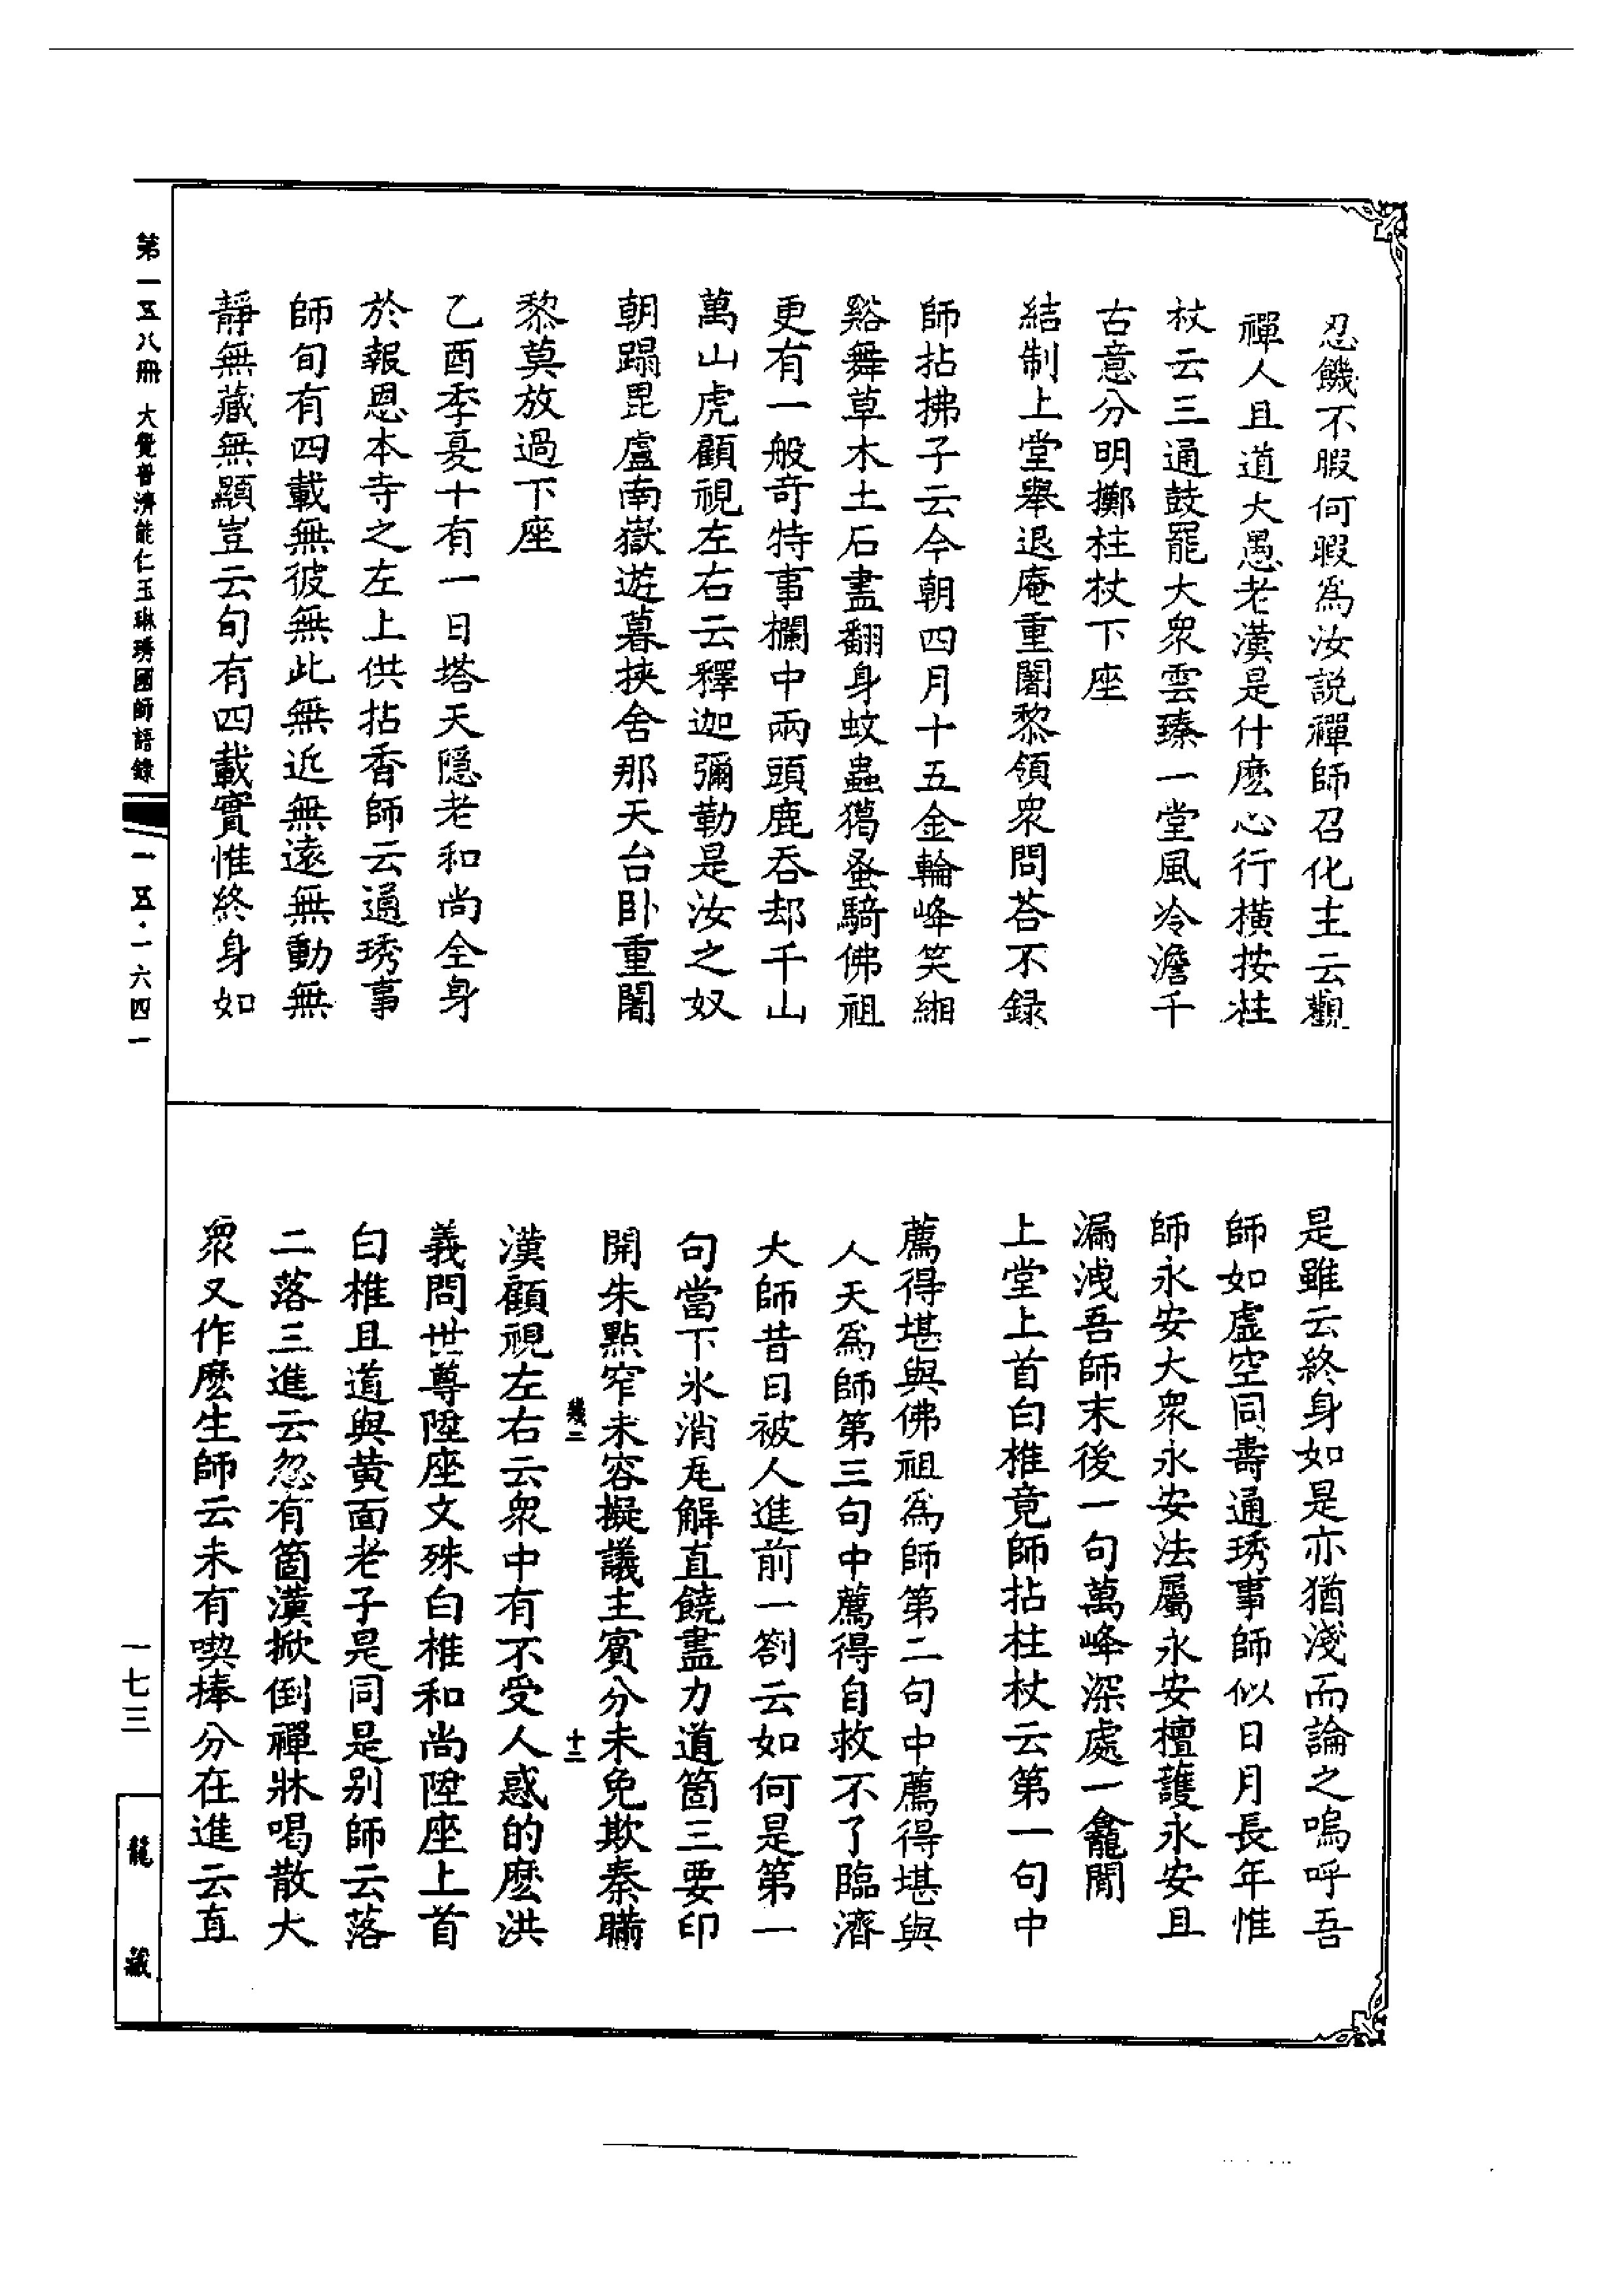 忍饑不暇何暇爲汝説禪師召化主云觀
禪人且道大愚老漢是什麽心行橫按柱
杖云三通鼓罷大衆雲臻一堂風冷澹千
古意分明擲柱杖下座
結制上堂舉退庵重闍黎領衆問荅不録
師拈拂子云今朝四月十五金輪峰笑緗
谿舞草木土石盡翻身蚊蟲獦蚤騎佛祖
更有一般竒特事欄中兩頭鹿吞却千山
萬山虎顧視左右云釋迦彌勒是汝之奴
朝蹋毘盧南嶽遊暮挾舍那天台卧重闍
黎莫放過下座
乙酉季夏十有一日塔天隱老和尚全身
於報恩本寺之左上供拈香師云通琇事
師旬有四載無彼無此無近無遠無動無
靜無藏無顯豈云旬有四載實惟終身如
是雖云終身如是亦猶淺而論之嗚呼吾
師如虛空同壽通琇事師似日月長年惟
師永安大衆永安法屬永安檀護永安且
漏洩吾師末後一句萬峰深處一龕閒
上堂上首白椎竟師拈柱杖云第一句中
薦得堪與佛祖爲師第二句中薦得堪與
人天爲師第三句中薦得自救不了臨濟
大師昔日被人進前一劄云如何是第一
句當下氷消瓦解直饒盡力道箇三要印
開朱點窄未容擬議主賓分未免欺秦瞞
漢顧視左右云衆中有不受人惑的麽洪
義問世尊陞座文殊白椎和尚陞座上首
白椎且道與黄面老子是同是别師云落
二落三進云忽有箇漢掀倒禪牀喝散大
衆又作麽生師云未有喫棒分在進云直
幾二
十二
第一五八冊 大覺普濟能仁玉琳琇國師語錄
一五·一六四一
一七三
龍藏